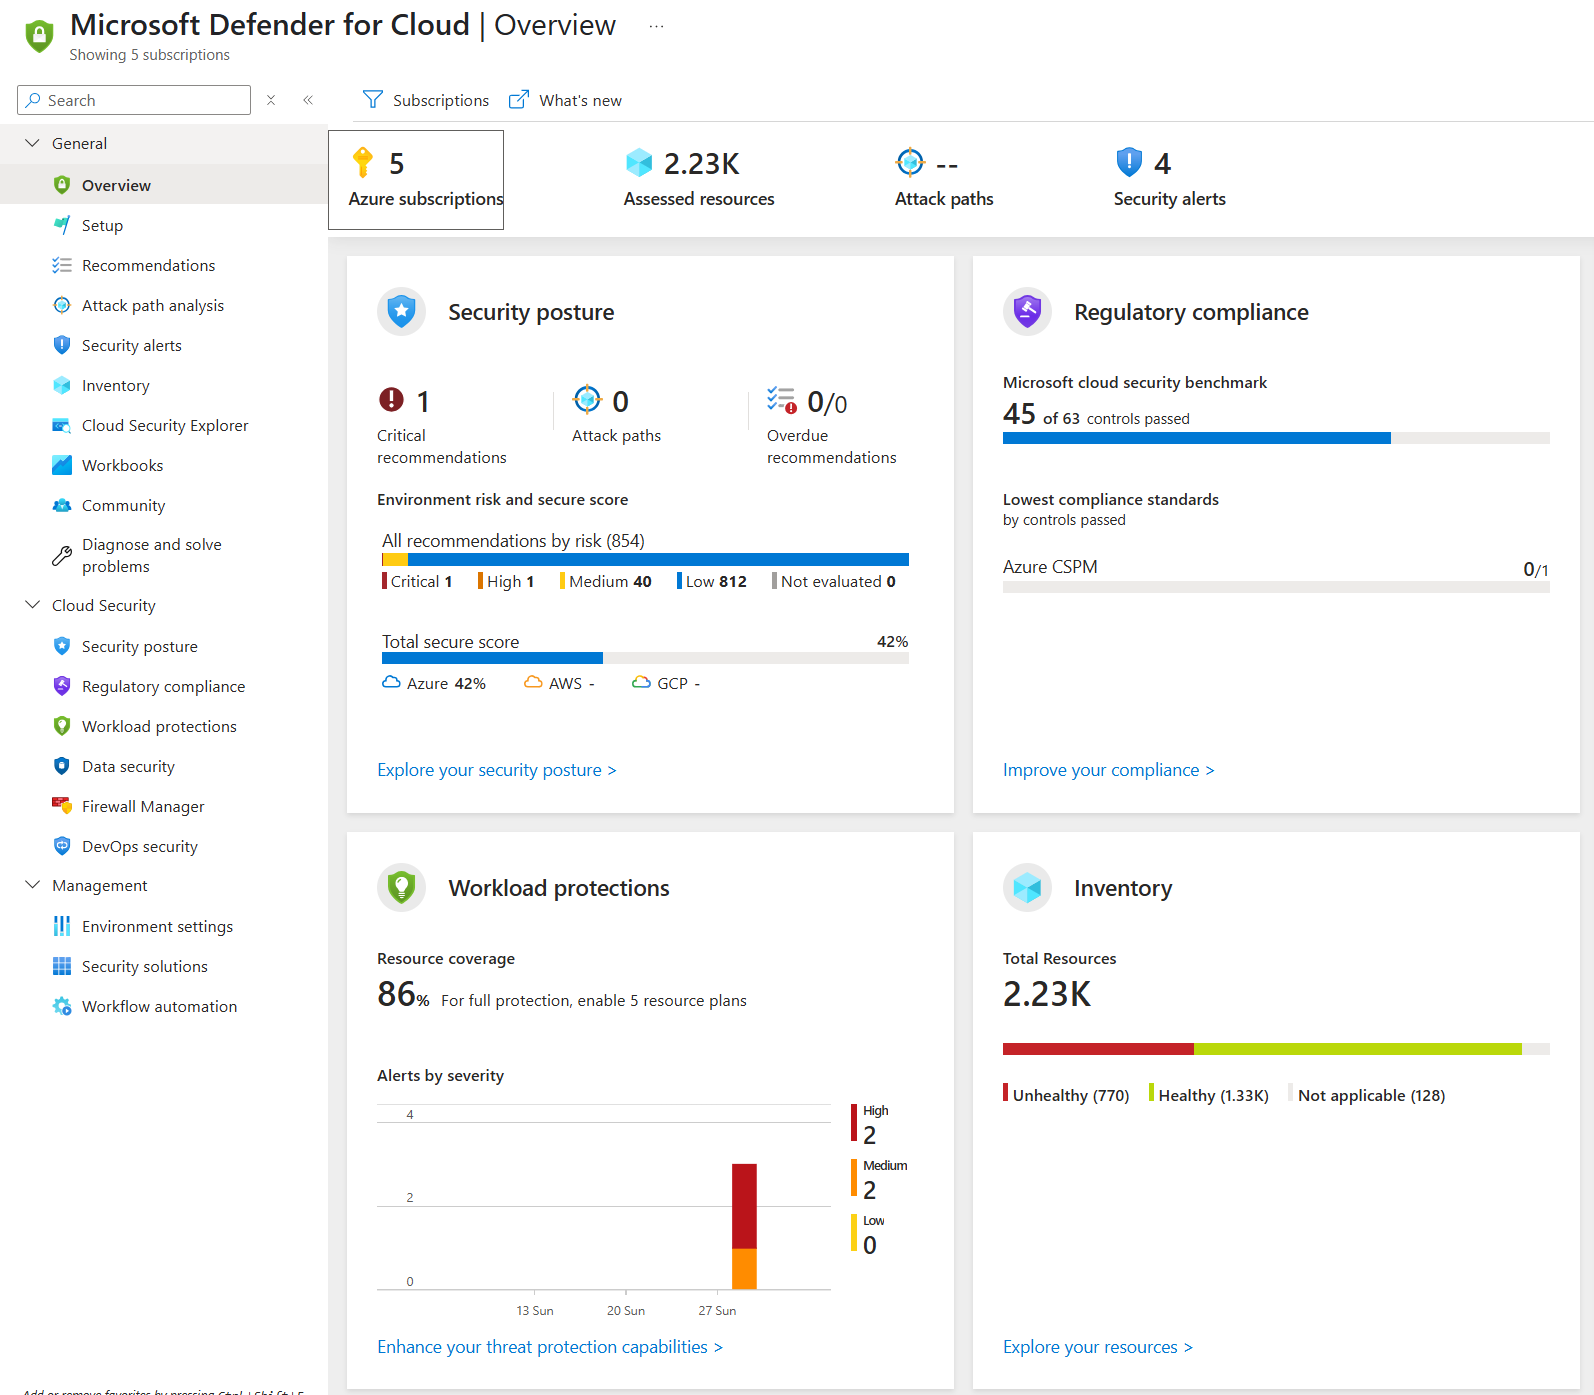 Microsoft Defender for Cloud | Overview ...
Showing 5 subscriptions
Search
Subscriptions
What's new
General
Overview
Setup
Recommendations
Attack path analysis
Security alerts
Inventory
Cloud Security Explorer
Workbooks
Community
Diagnose and solve
problems
Cloud Security
Security posture
Regulatory compliance
Workload protections
Data security
Firewall Manager
DevOps security
Management
Environment settings
Security solutions
Workflow automation
Add or remove favorites by pressing Ctrl+Shift+F
5
Azure subscriptions
2.23K
Assessed resources
--
Attack paths
4
Security alerts
Security posture
1
Critical
recommendations
0
Attack paths
0/0
Overdue
recommendations
Environment risk and secure score
All recommendations by risk (854)
Critical 1 High 1 Medium 40 Low 812 Not evaluated 0
Total secure score 42%
Azure 42% AWS - GCP -
Explore your security posture >
Regulatory compliance
Microsoft cloud security benchmark
45 of 63 controls passed
Lowest compliance standards
by controls passed
Azure CSPM 0/1
Improve your compliance >
Workload protections
Resource coverage
86% For full protection, enable 5 resource plans
Alerts by severity
4
2
0
13 Sun 20 Sun 27 Sun
High
2
Medium
2
Low
0
Enhance your threat protection capabilities >
Inventory
Total Resources
2.23K
Unhealthy (770) Healthy (1.33K) Not applicable (128)
Explore your resources >